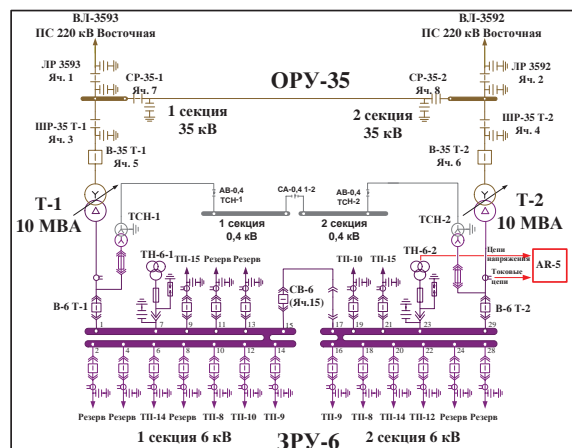 ВЛ-3593
ПС 220 кВ Восточная
ВЛ-3592
ПС 220 кВ Восточная
ЛР 3593
Яч. 1
СР-35-1
Яч. 7
ОРУ-35
СР-35-2
Яч. 8
ЛР 3592
Яч. 2
1 секция
35 кВ
2 секция
35 кВ
ШР-35 Т-1
Яч. 3
ШР-35 Т-2
Яч. 4
В-35 Т-1
Яч. 5
В-35 Т-2
Яч. 6
Т-1
10 МВА
Т-2
10 МВА
АВ-0,4
ТСН-1
СА-0,4 1-2
АВ-0,4
ТСН-2
ТСН-1
ТСН-2
1 секция
0,4 кВ
2 секция
0,4 кВ
ТН-6-1
ТП-15
Резерв
Резерв
СВ-6
(Яч.15)
ТП-10
ТП-15
ТН-6-2
Цепи
напряжения
Токовые
цепи
AR-5
В-6 Т-1
В-6 Т-2
1 7 9 11 13 15 17 19 21 23 29
2 4 6 8 10 12 14 16 18 20 22 24 28
Резерв Резерв ТП-14 Резерв ТП-8 ТП-10 ТП-9 ТП-9 ТП-8 ТП-14 ТП-12 Резерв Резерв
1 секция 6 кВ
ЗРУ-6
2 секция 6 кВ